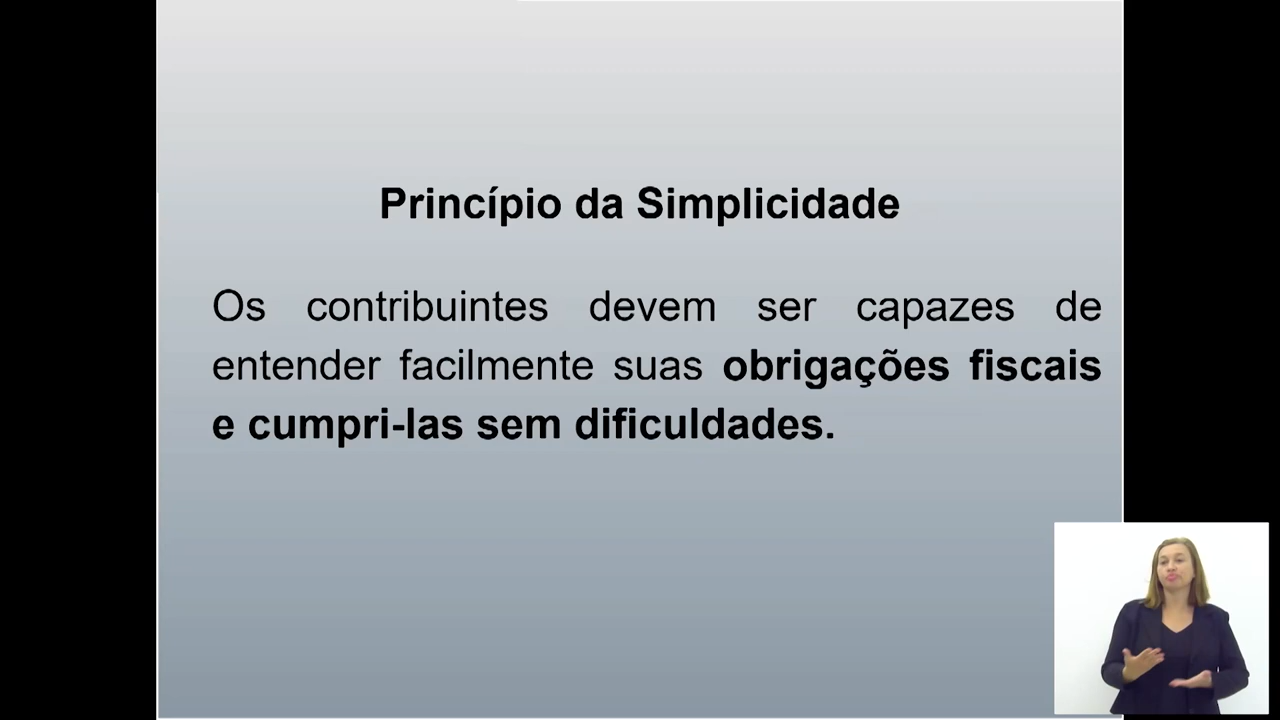 Princípio da Simplicidade
Os contribuintes devem ser capazes de
entender facilmente suas obrigações fiscais
e cumpri-las sem dificuldades.